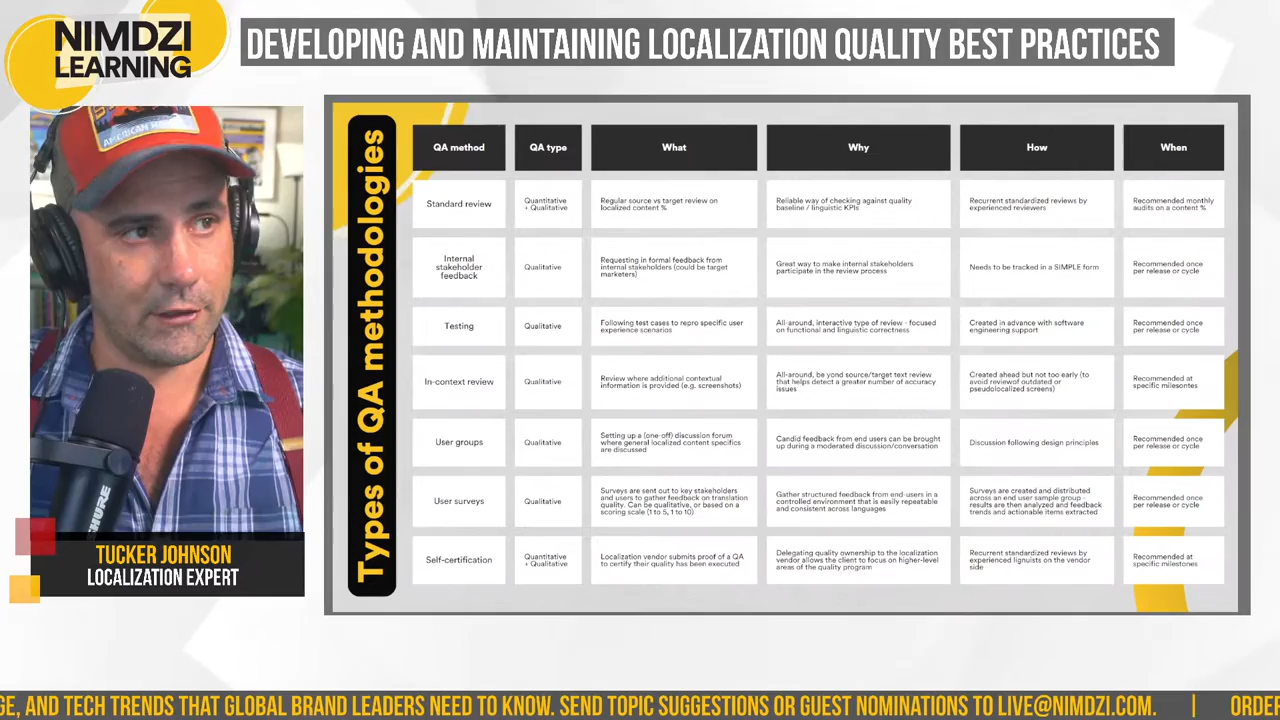 NIMDZI
LEARNING
DEVELOPING AND MAINTAINING LOCALIZATION QUALITY BEST PRACTICES
AMERICAN
SHURE
TUCKER JOHNSON
LOCALIZATION EXPERT
Types of QA methodologies
QA method
QA type
What
Why
How
When
Standard review
Quantitative
+ Qualitative
Regular source vs target review on
localized content %
Reliable way of checking against quality
baseline / linguistic KPIs
Recurrent standardized reviews by
experienced reviewers
Recommended monthly
audits on a content %
Internal
stakeholder
feedback
Qualitative
Requesting in formal feedback from
internal stakeholders (could be target
marketers)
Great way to make internal stakeholders
participate in the review process
Needs to be tracked in a SIMPLE form
Recommended once
per release or cycle
Testing
Qualitative
Following test cases to repro specific user
experience scenarios
All-around, interactive type of review - focused
on functional and linguistic correctness
Created in advance with software
engineering support
Recommended once
per release or cycle
In-context review
Qualitative
Review where additional contextual
information is provided (e.g. screenshots)
All-around, be yond source/target text review
that helps detect a greater number of accuracy
issues
Created ahead but not too early (to
avoid reviewof outdated or
pseudolocalized screens)
Recommended at
specific milesontes
User groups
Qualitative
Setting up a (one-off) discussion forum
where general localized content specifics
are discussed
Candid feedback from end users can be brought
up during a moderated discussion/conversation
Discussion following design principles
Recommended once
per release or cycle
User surveys
Qualitative
Surveys are sent out to key stakeholders
and users to gather feedback on translation
quality. Can be qualitative, or based on a
scoring scale (1 to 5, 1 to 10)
Gather structured feedback from end-users in a
controlled environment that is easily repeatable
and consistent across languages
Surveys are created and distributed
across an end user sample group -
results are then analyzed and feedback
trends and actionable items extracted
Recommended once
per release or cycle
Self-certification
Quantitative
+ Qualitative
Localization vendor submits proof of a QA
to certify their quality has been executed
Delegating quality ownership to the localization
vendor allows the client to focus on higher-level
areas of the quality program
Recurrent standardized reviews by
experienced lignuists on the vendor
side
Recommended at
specific milestones
GE, AND TECH TRENDS THAT GLOBAL BRAND LEADERS NEED TO KNOW. SEND TOPIC SUGGESTIONS OR GUEST NOMINATIONS TO LIVE@NIMDZI.COM. | ORDE